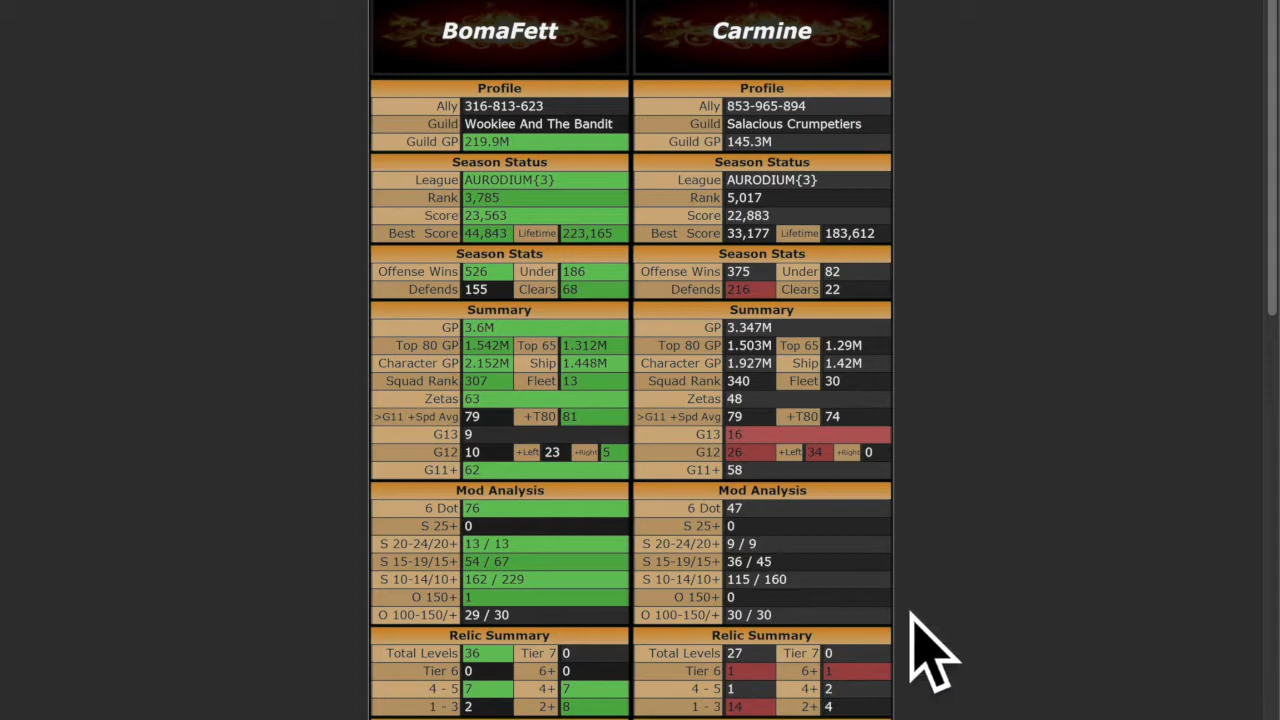 BomaFett Carmine
Profile Profile
Ally 316-813-623 Ally 853-965-894
Guild Wookiee And The Bandit Guild Salacious Crumpetiers
Guild GP 219.9M Guild GP 145.3M
Season Status Season Status
League AURODIUM{3} League AURODIUM{3}
Rank 3,785 Rank 5,017
Score 23,563 Score 22,883
Best Score 44,843 Lifetime 223,165 Best Score 33,177 Lifetime 183,612
Season Stats Season Stats
Offense Wins 526 Under 186 Offense Wins 375 Under 82
Defends 155 Clears 68 Defends 216 Clears 22
Summary Summary
GP 3.6M GP 3.347M
Top 80 GP 1.542M Top 65 1.312M Top 80 GP 1.503M Top 65 1.29M
Character GP 2.152M Ship 1.448M Character GP 1.927M Ship 1.42M
Squad Rank 307 Fleet 13 Squad Rank 340 Fleet 30
Zetas 63 Zetas 48
>G11 +Spd Avg 79 +T80 81 >G11 +Spd Avg 79 +T80 74
G13 9 G13 16
G12 10 +Left 23 +Right 5 G12 26 +Left 34 +Right 0
G11+ 62 G11+ 58
Mod Analysis Mod Analysis
6 Dot 76 6 Dot 47
S 25+ 0 S 25+ 0
S 20-24/20+ 13 / 13 S 20-24/20+ 9 / 9
S 15-19/15+ 54 / 67 S 15-19/15+ 36 / 45
S 10-14/10+ 162 / 229 S 10-14/10+ 115 / 160
O 150+ 1 O 150+ 0
O 100-150/+ 29 / 30 O 100-150/+ 30 / 30
Relic Summary Relic Summary
Total Levels 36 Tier 7 0 Total Levels 27 Tier 7 0
Tier 6 0 6+ 0 Tier 6 1 6+ 1
4 - 5 7 4+ 7 4 - 5 1 4+ 2
1 - 3 2 2+ 8 1 - 3 14 2+ 4